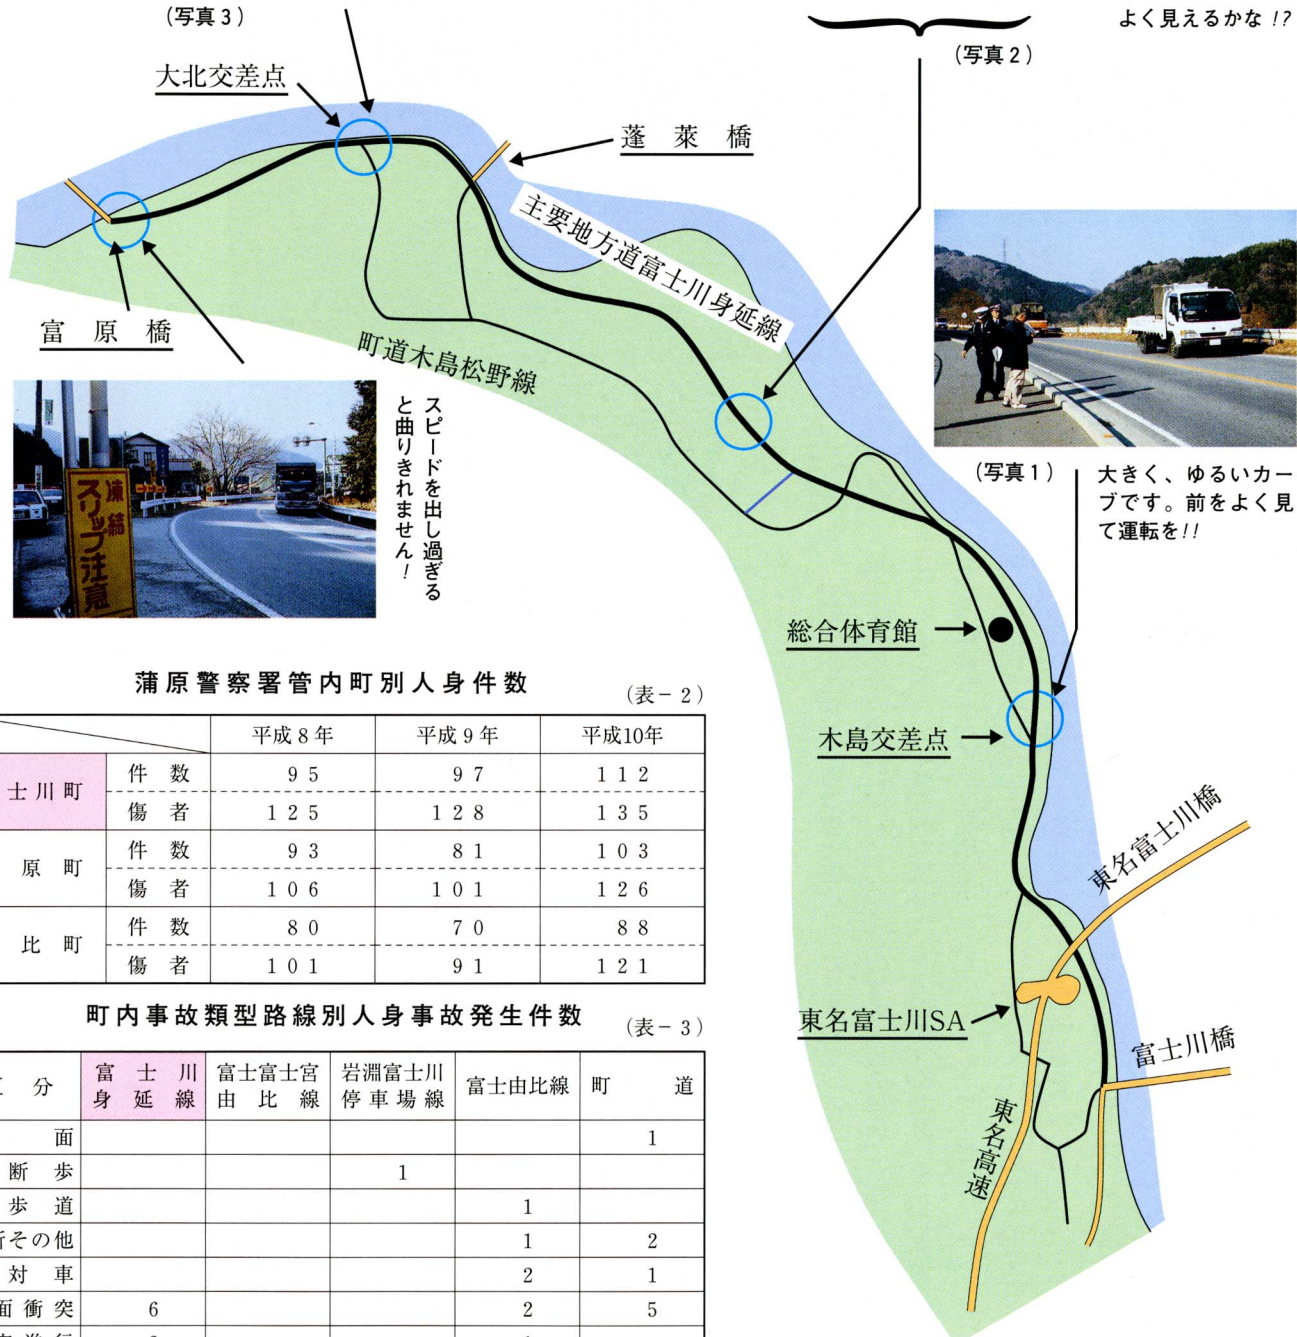 (写真3)
よく見えるかな!?
(写真2)
大北交差点
蓬萊橋
主要地方道富士川身延線
富原橋
町道木島松野線
スピードを出し過ぎる
と曲りきれません!
凍結
スリップ注意
(写真1)
大きく、ゆるいカー
ブです。前をよく見
て運転を!!
総合体育館
木島交差点
東名富士川橋
東名富士川SA
富士川橋
東名高速
蒲原警察署管内町別人身件数
(表-2)
平成8年 平成9年 平成10年
士川町 件数 95 97 112
傷者 125 128 135
原町 件数 93 81 103
傷者 106 101 126
比町 件数 80 70 88
傷者 101 91 121
町内事故類型路線別人身事故発生件数
(表-3)
分 富士川身延線 富士富士宮由比線 岩淵富士川停車場線 富士由比線 町道
面 1
断歩 1
歩道 1
その他 1 2
対車 2 1
面衝突 6 2 5